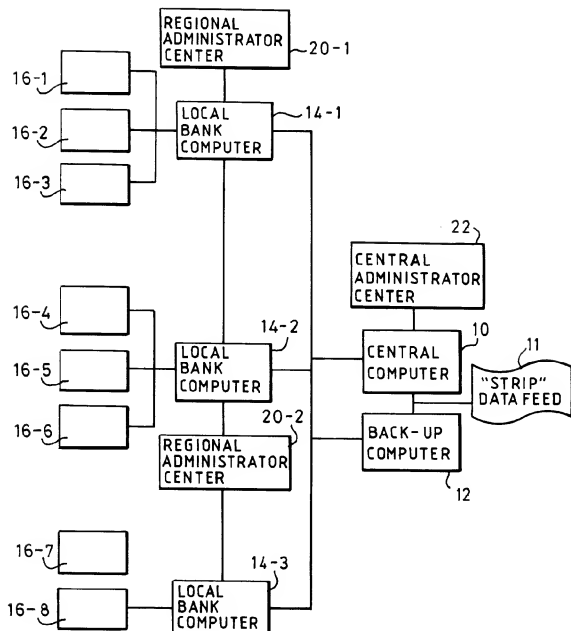 REGIONAL
ADMINISTRATOR
CENTER
20-1
16-1
16-2
16-3
LOCAL
BANK
COMPUTER
14-1
22
CENTRAL
ADMINISTRATOR
CENTER
16-4
16-5
16-6
LOCAL
BANK
COMPUTER
14-2
10
CENTRAL
COMPUTER
11
"STRIP"
DATA FEED
20-2
REGIONAL
ADMINISTRATOR
CENTER
BACK-UP
COMPUTER
12
16-7
16-8
LOCAL
BANK
COMPUTER
14-3